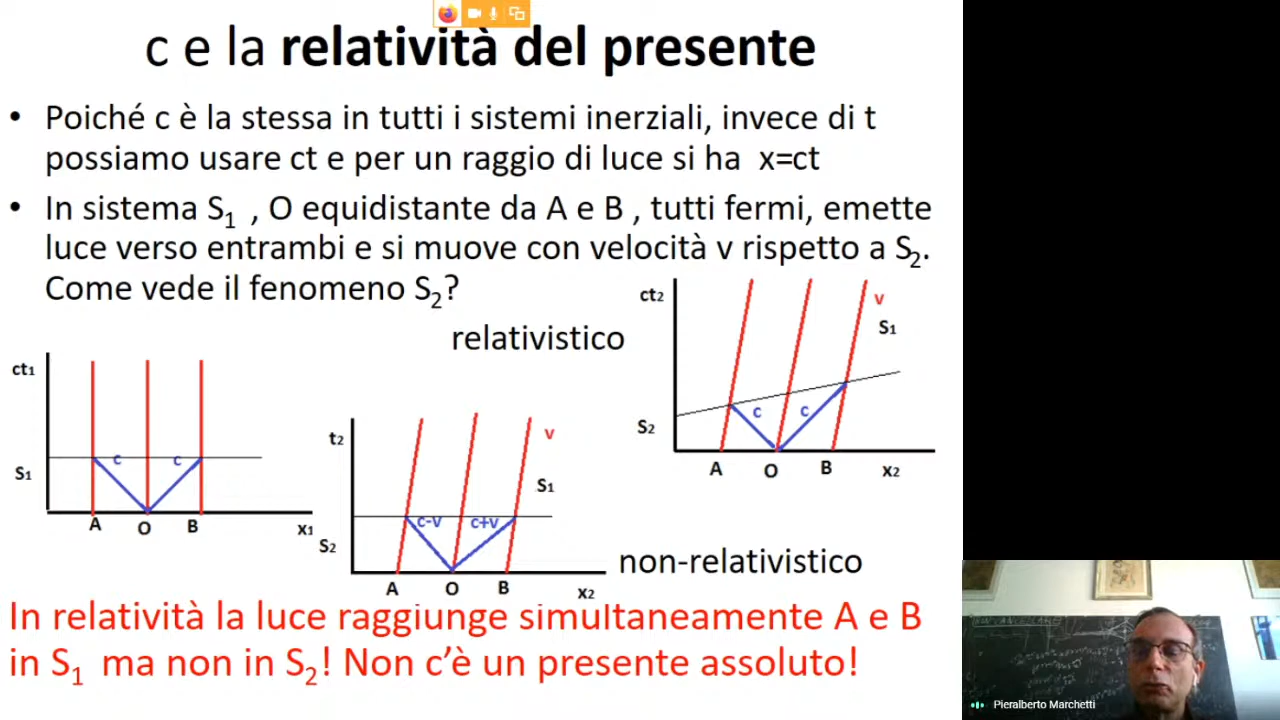 c e la relatività del presente
• Poiché c è la stessa in tutti i sistemi inerziali, invece di t
possiamo usare ct e per un raggio di luce si ha x=ct
• In sistema S1 , O equidistante da A e B , tutti fermi, emette
luce verso entrambi e si muove con velocità v rispetto a S2.
Come vede il fenomeno S2?
relativistico
ct2
v
S1
c
c
S2
A
O
B
x2
ct1
c
c
S1
A
O
B
x1
t2
v
S1
c-v
c+v
S2
A
O
B
x2
non-relativistico
In relatività la luce raggiunge simultaneamente A e B
in S1 ma non in S2! Non c’è un presente assoluto!
Pieralberto Marchetti